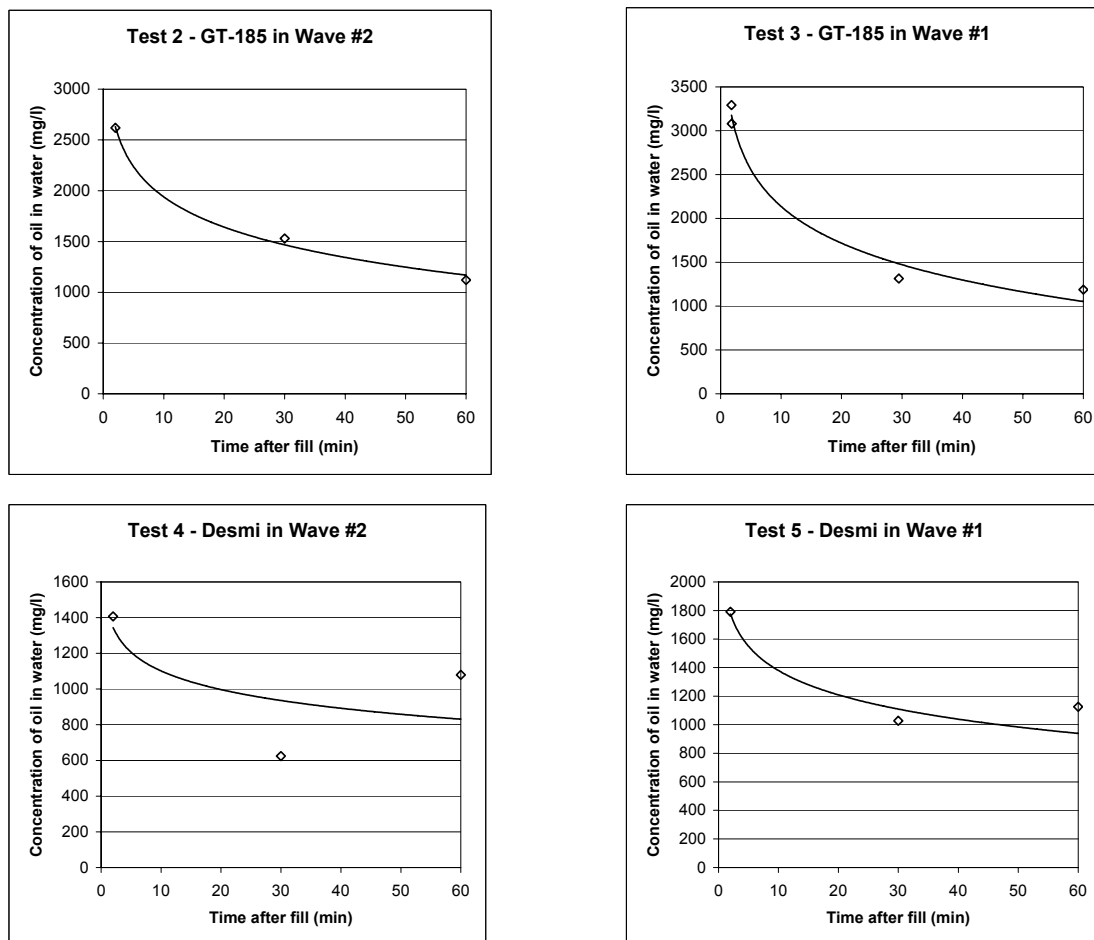 Test 2 - GT-185 in Wave #2
Concentration of oil in water (mg/l)
3000
2500
2000
1500
1000
500
0
0 10 20 30 40 50 60
Time after fill (min)
Test 3 - GT-185 in Wave #1
Concentration of oil in water (mg/l)
3500
3000
2500
2000
1500
1000
500
0
0 10 20 30 40 50 60
Time after fill (min)
Test 4 - Desmi in Wave #2
Concentration of oil in water (mg/l)
1600
1400
1200
1000
800
600
400
200
0
0 10 20 30 40 50 60
Time after fill (min)
Test 5 - Desmi in Wave #1
Concentration of oil in water (mg/l)
2000
1800
1600
1400
1200
1000
800
600
400
200
0
0 10 20 30 40 50 60
Time after fill (min)